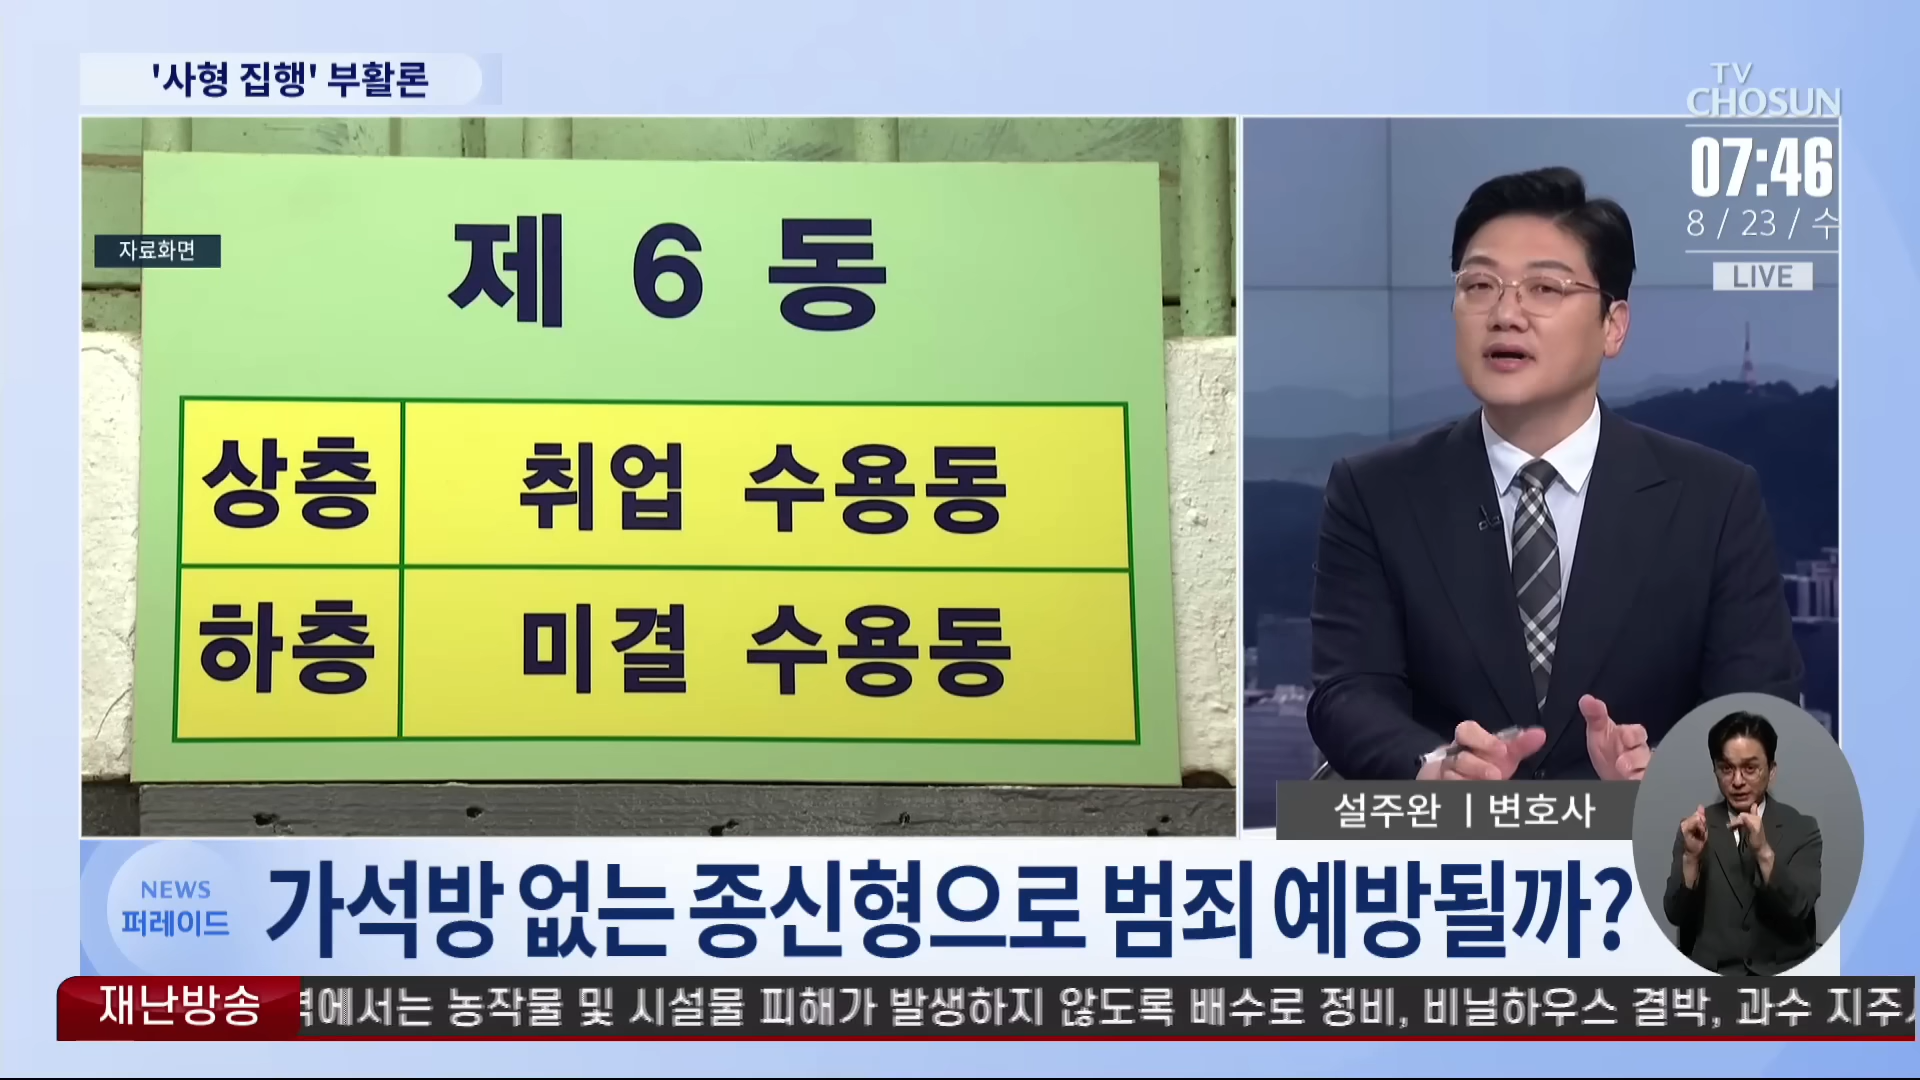 '사형 집행' 부활론
TV
CHOSUN
07:46
8 / 23 / 수
LIVE
자료화면
제 6 동
상층 취업 수용동
하층 미결 수용동
설주완 | 변호사
NEWS
퍼레이드
가석방 없는 종신형으로 범죄 예방될까?
재난방송 에서는 농작물 및 시설물 피해가 발생하지 않도록 배수로 정비, 비닐하우스 결박, 과수 지주